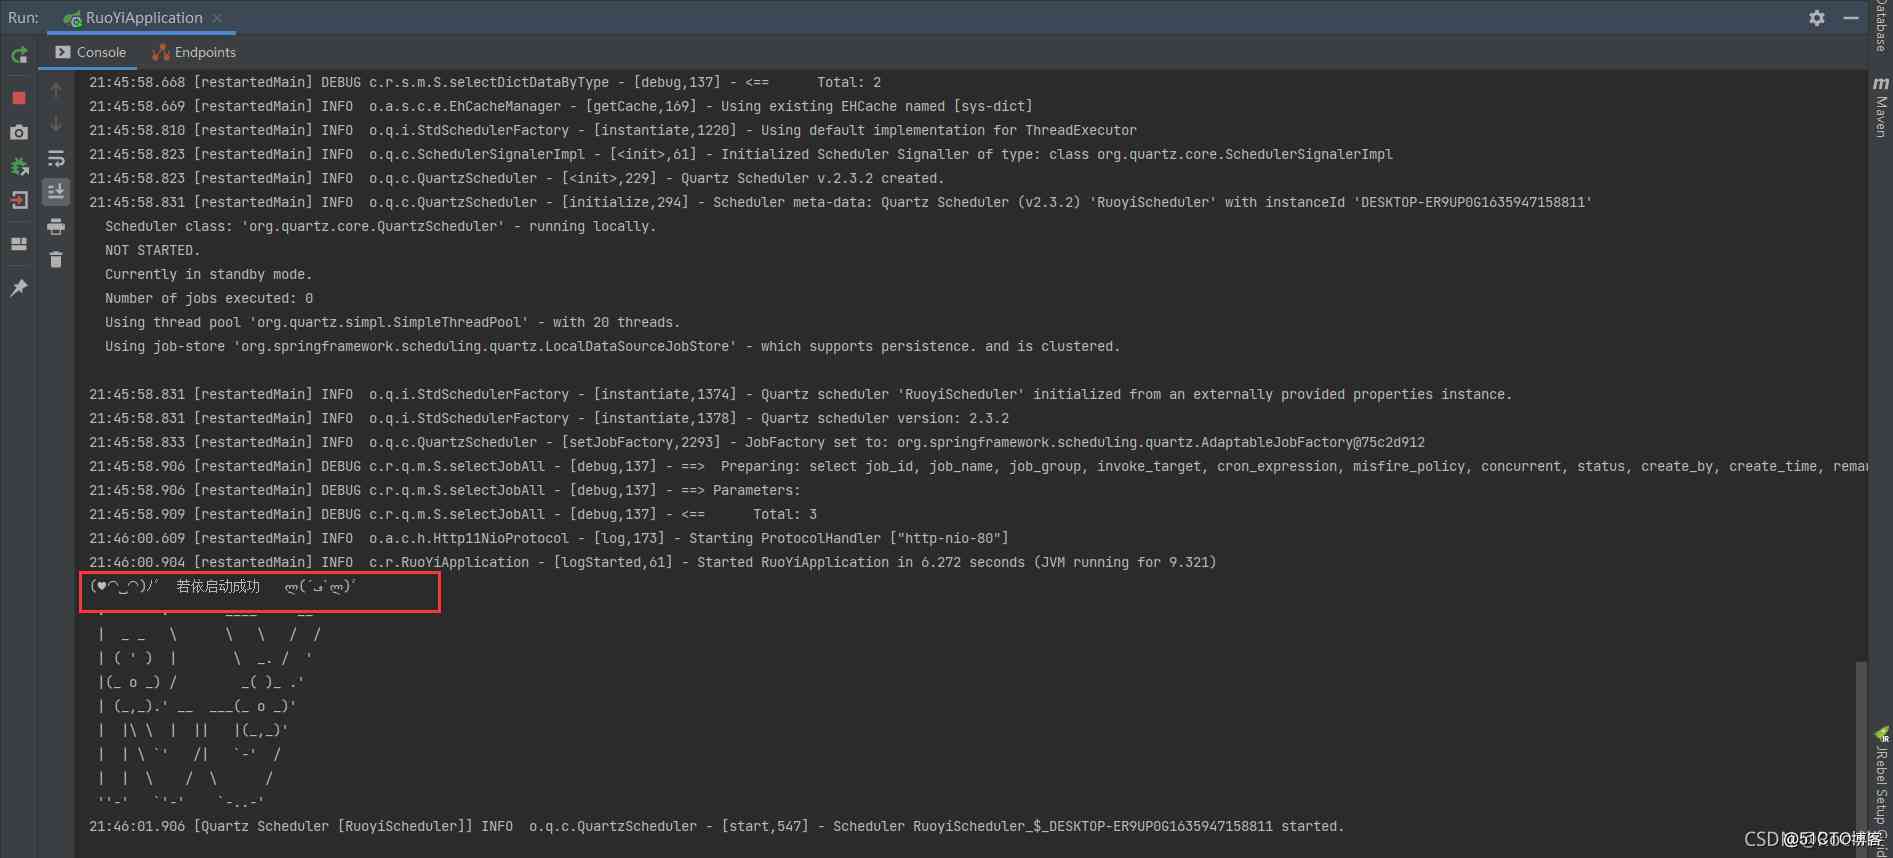 Run: RuoYiApplication
Console Endpoints
21:45:58.668 [restartedMain] DEBUG c.r.s.m.S.selectDictDataByType - [debug,137] - <==      Total: 2
21:45:58.669 [restartedMain] INFO  o.a.s.c.e.EhCacheManager - [getCache,169] - Using existing EHCache named [sys-dict]
21:45:58.810 [restartedMain] INFO  o.q.i.StdSchedulerFactory - [instantiate,1220] - Using default implementation for ThreadExecutor
21:45:58.823 [restartedMain] INFO  o.q.c.SchedulerSignalerImpl - [<init>,61] - Initialized Scheduler Signaller of type: class org.quartz.core.SchedulerSignalerImpl
21:45:58.823 [restartedMain] INFO  o.q.c.QuartzScheduler - [<init>,229] - Quartz Scheduler v.2.3.2 created.
21:45:58.831 [restartedMain] INFO  o.q.c.QuartzScheduler - [initialize,294] - Scheduler meta-data: Quartz Scheduler (v2.3.2) 'RuoyiScheduler' with instanceId 'DESKTOP-ER9UP0G1635947158811'
  Scheduler class: 'org.quartz.core.QuartzScheduler' - running locally.
  NOT STARTED.
  Currently in standby mode.
  Number of jobs executed: 0
  Using thread pool 'org.quartz.simpl.SimpleThreadPool' - with 20 threads.
  Using job-store 'org.springframework.scheduling.quartz.LocalDataSourceJobStore' - which supports persistence. and is clustered.
21:45:58.831 [restartedMain] INFO  o.q.i.StdSchedulerFactory - [instantiate,1374] - Quartz scheduler 'RuoyiScheduler' initialized from an externally provided properties instance.
21:45:58.831 [restartedMain] INFO  o.q.i.StdSchedulerFactory - [instantiate,1378] - Quartz scheduler version: 2.3.2
21:45:58.833 [restartedMain] INFO  o.q.c.QuartzScheduler - [setJobFactory,2293] - JobFactory set to: org.springframework.scheduling.quartz.AdaptableJobFactory@75c2d912
21:45:58.906 [restartedMain] DEBUG c.r.q.m.S.selectJobAll - [debug,137] - ==>  Preparing: select job_id, job_name, job_group, invoke_target, cron_expression, misfire_policy, concurrent, status, create_by, create_time, remar
21:45:58.906 [restartedMain] DEBUG c.r.q.m.S.selectJobAll - [debug,137] - ==> Parameters:
21:45:58.909 [restartedMain] DEBUG c.r.q.m.S.selectJobAll - [debug,137] - <==      Total: 3
21:46:00.609 [restartedMain] INFO  o.a.c.h.Http11NioProtocol - [log,173] - Starting ProtocolHandler ["http-nio-80"]
21:46:00.904 [restartedMain] INFO  c.r.RuoYiApplication - [logStarted,61] - Started RuoYiApplication in 6.272 seconds (JVM running for 9.321)
(♥◠‿◠)ﾉﾞ  若依启动成功   ლ(´ڡ`ლ)ﾞ
 |  _ _   \      \   \   /  /
 | ( ' )  |       \  _. /  '
 |(_ o _) /        _( )_ .'
 | (_,_).' __  ___(_ o _)'
 |  |\ \  |  ||   |(_,_)'
 |  | \ `'   /|   `-'  /
 |  |  \    /  \      /
 ''-'   `'-'    `-..-'
21:46:01.906 [Quartz Scheduler [RuoyiScheduler]] INFO  o.q.c.QuartzScheduler - [start,547] - Scheduler RuoyiScheduler_$_DESKTOP-ER9UP0G1635947158811 started.
Database
Maven
JRebel Setup
@51CTO博客